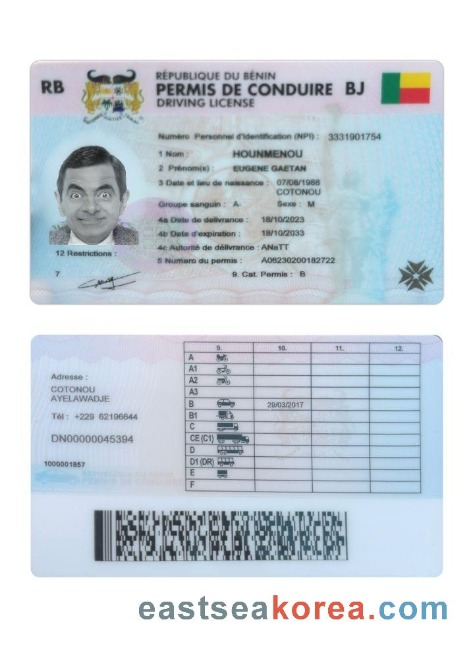 RB
RÉPUBLIQUE DU BÉNIN
PERMIS DE CONDUIRE BJ
DRIVING LICENSE
Numéro Personnel d'Identification (NPI) : 3331901754
1 Nom : HOUNMENOU
2 Prénom(s) : EUGENE GAETAN
3 Date et lieu de naissance : 07/08/1988
COTONOU
Groupe sanguin : A- Sexe : M
4a Date de délivrance : 18/10/2023
4b Date d'expiration : 18/10/2033
4c Autorité de délivrance : ANaTT
12 Restrictions :
5 Numéro du permis : A08230200182722
7
9. Cat. Permis : B
9. 10. 11. 12.
A
A1
A2
A3
B 29/03/2017
B1
C
CE (C1)
D
D1 (DR)
E
F
Adresse :
COTONOU
AYELAWADJE
Tél : +229 62196644
DN00000045394
1000001857
eastseakorea.com